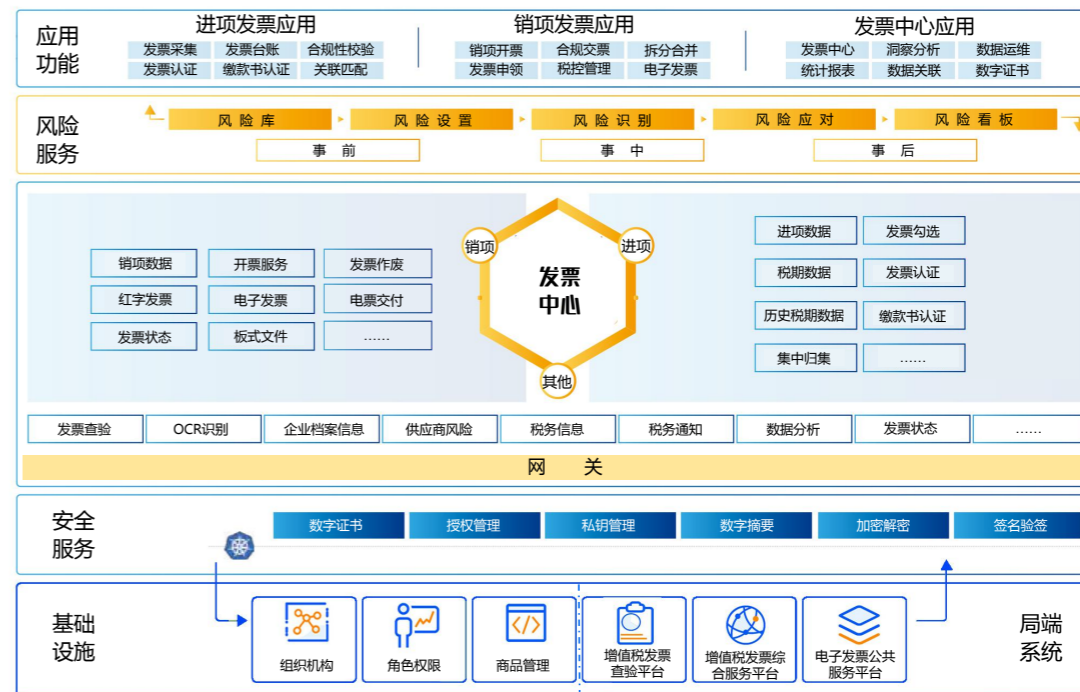 应用
功能
进项发票应用
发票采集 发票台账 合规性校验
发票认证 缴款书认证 关联匹配
销项发票应用
销项开票 合规交票 拆分合并
发票申领 税控管理 电子发票
发票中心应用
发票中心 洞察分析 数据运维
统计报表 数据关联 数字证书
风险
服务
风险库 风险设置 风险识别 风险应对 风险看板
事前 事中 事后
销项数据 开票服务 发票作废
红字发票 电子发票 电票交付
发票状态 板式文件 ......
销项
进项
发票
中心
其他
进项数据 发票勾选
税期数据 发票认证
历史税期数据 缴款书认证
集中归集 ......
发票查验 OCR识别 企业档案信息 供应商风险 税务信息 税务通知 数据分析 发票状态 ......
网关
安全
服务
数字证书 授权管理 私钥管理 数字摘要 加密解密 签名验签
基础
设施
组织机构
角色权限
商品管理
增值税发票
查验平台
增值税发票综
合服务平台
电子发票公共
服务平台
局端
系统